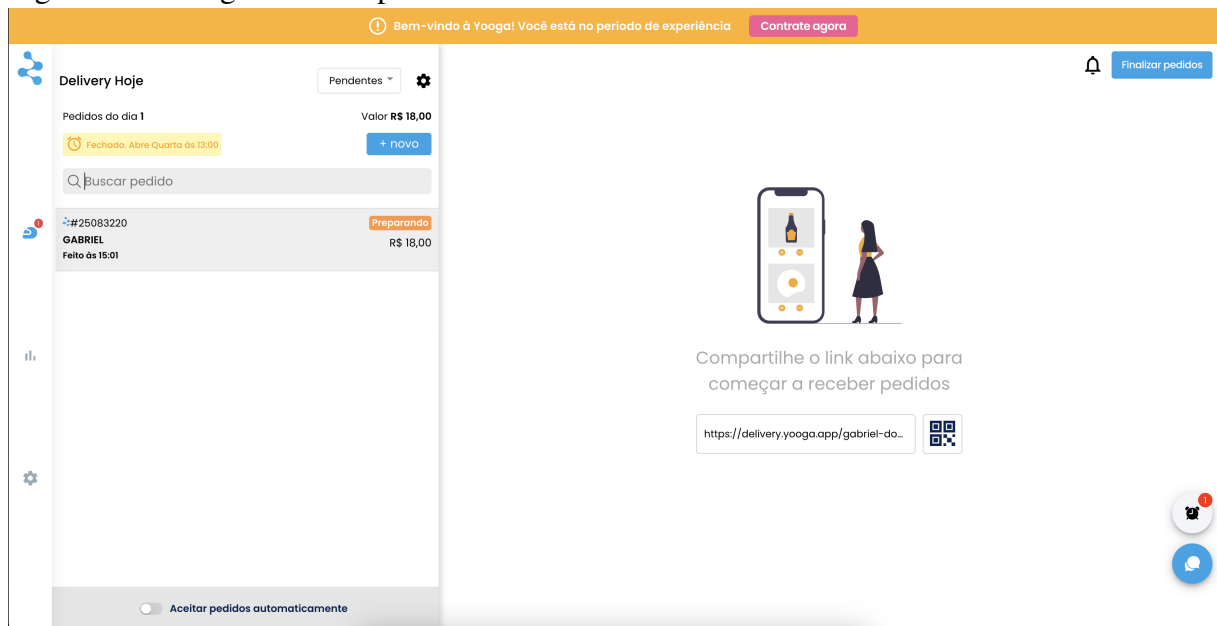 Bem-vindo à Yooga! Você está no período de experiência
Contrate agora
Delivery Hoje
Pendentes
Pedidos do dia 1
Valor R$ 18,00
Fechado. Abre Quarta às 13:00
+ novo
Buscar pedido
#25083220
Preparando
GABRIEL
R$ 18,00
Feito às 15:01
Aceitar pedidos automaticamente
Finalizar pedidos
Compartilhe o link abaixo para
começar a receber pedidos
https://delivery.yooga.app/gabriel-do...
1
1